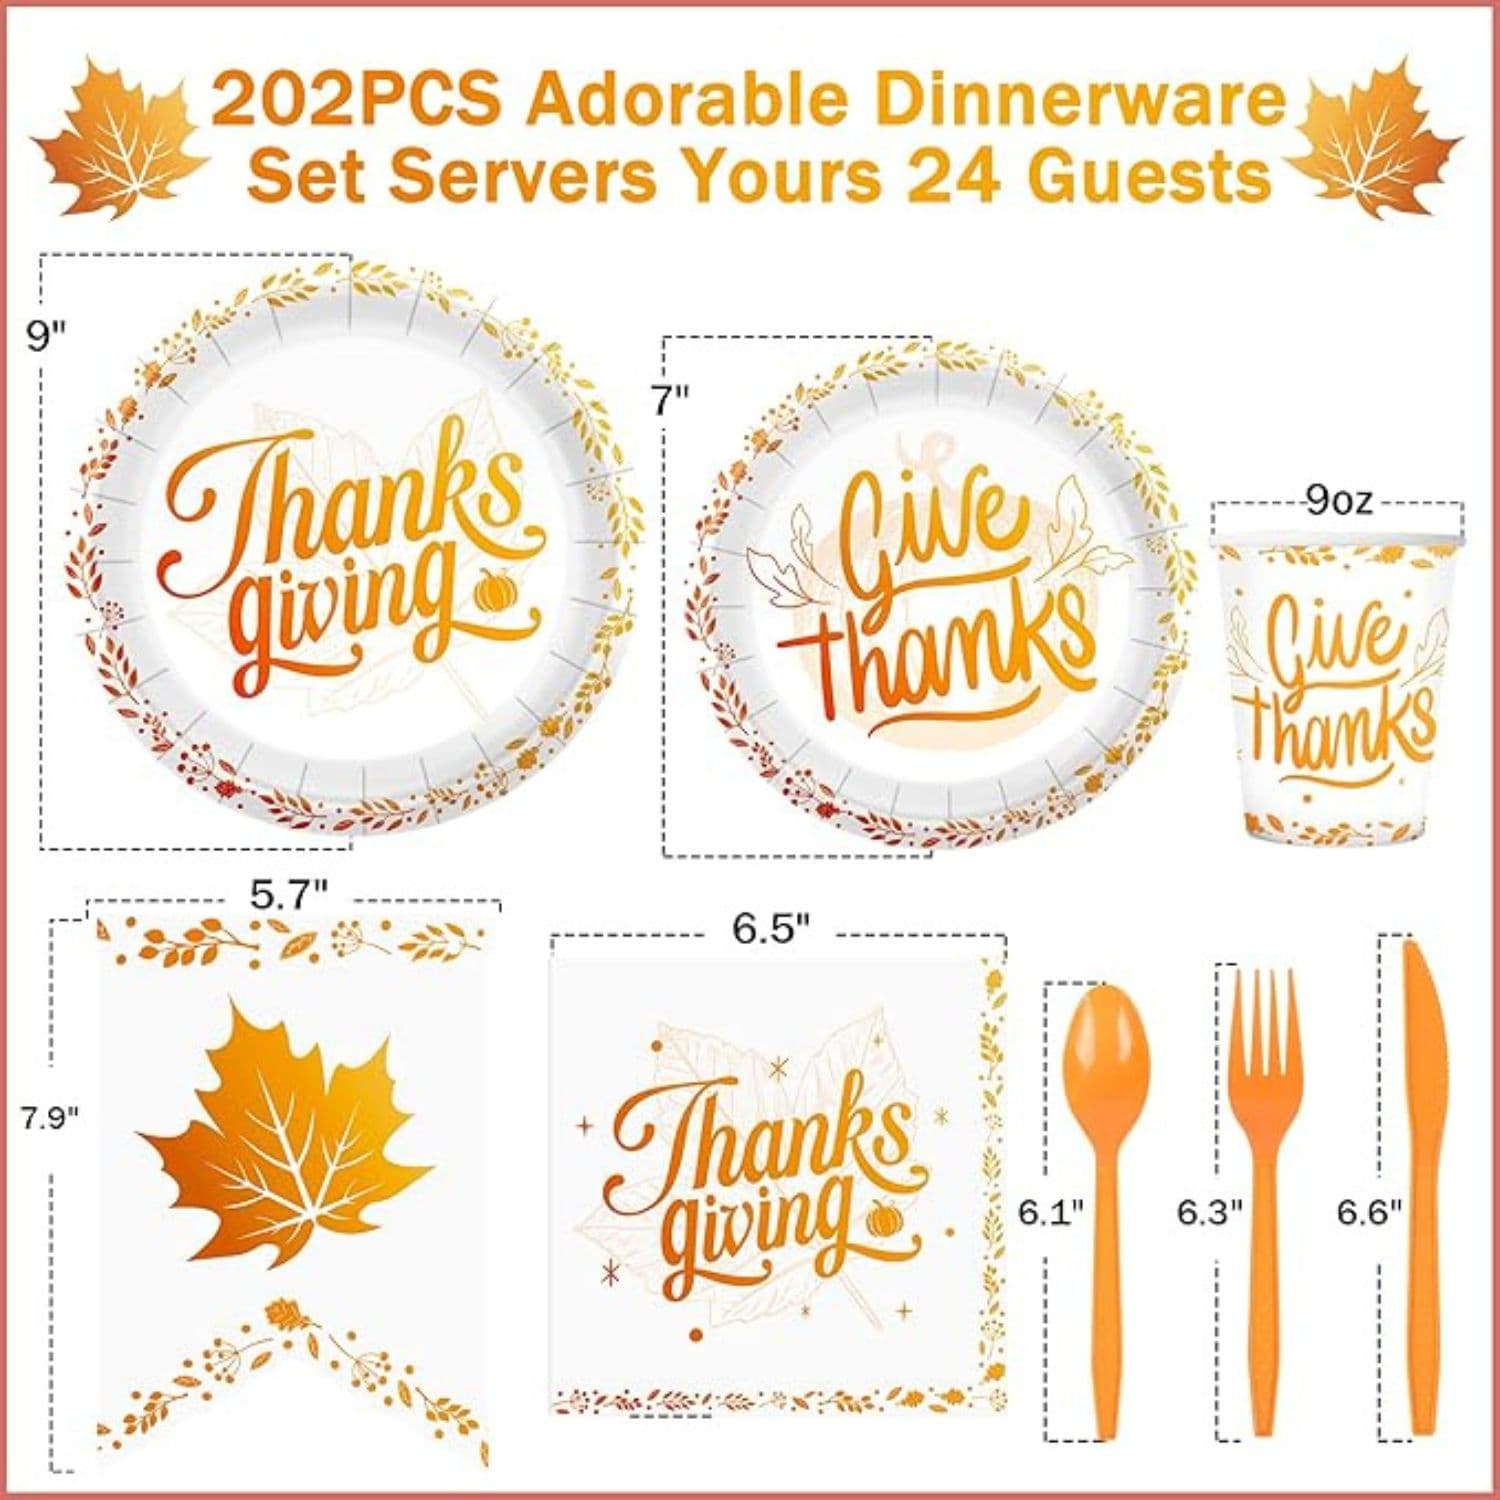 202PCS Adorable Dinnerware
Set Servers Yours 24 Guests
9"
Thanks
giving
7"
Give
thanks
9oz
Give
thanks
5.7"
7.9"
6.5"
Thanks
giving
6.1"
6.3"
6.6"